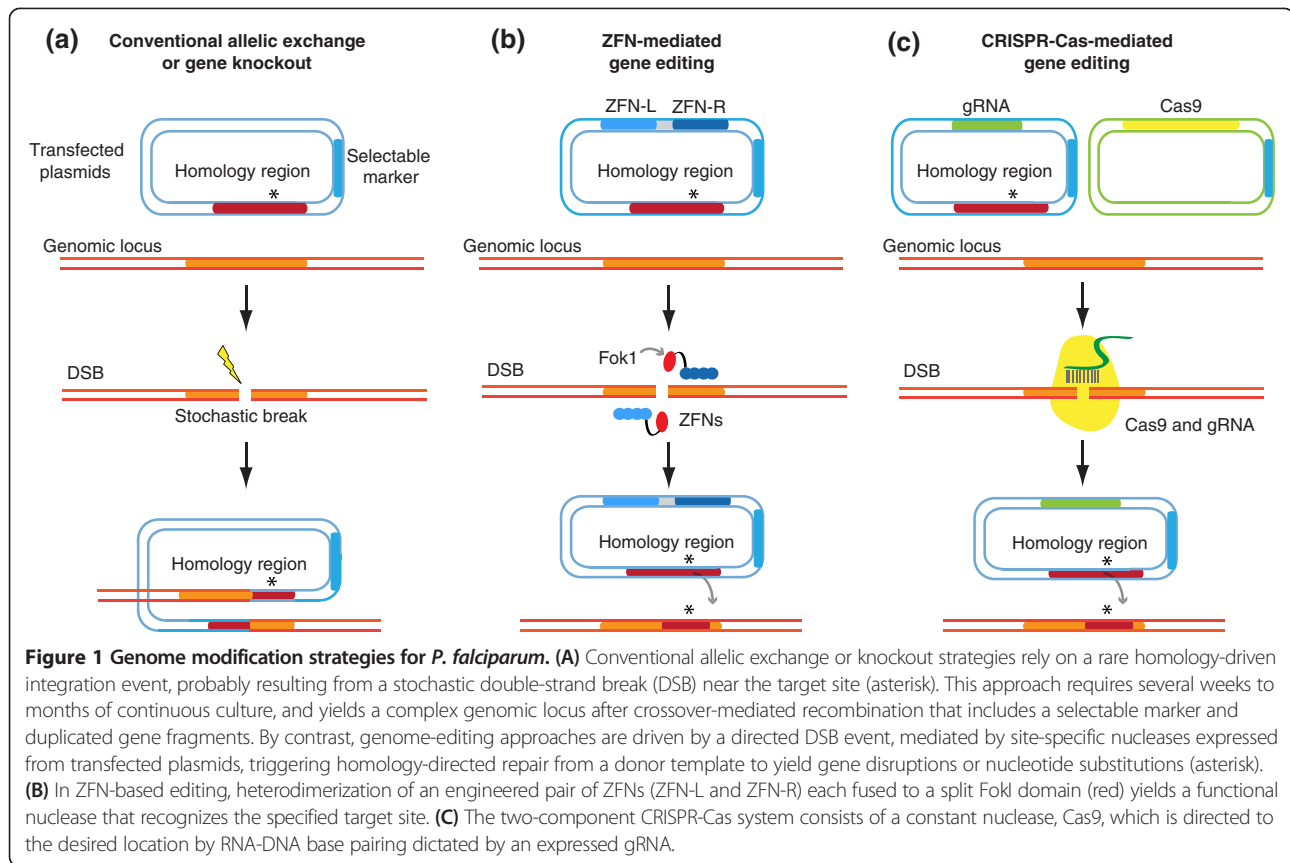 (a)
Conventional allelic exchange
or gene knockout
Transfected
plasmids
Homology region
*
Selectable
marker
Genomic locus
DSB
Stochastic break
Homology region
*
(b)
ZFN-mediated
gene editing
ZFN-L
ZFN-R
Homology region
*
Genomic locus
Fok1
DSB
ZFNs
Homology region
*
*
(c)
CRISPR-Cas-mediated
gene editing
gRNA
Cas9
Homology region
*
Genomic locus
DSB
Cas9 and gRNA
Homology region
*
*
Figure 1 Genome modification strategies for P. falciparum. (A) Conventional allelic exchange or knockout strategies rely on a rare homology-driven
integration event, probably resulting from a stochastic double-strand break (DSB) near the target site (asterisk). This approach requires several weeks to
months of continuous culture, and yields a complex genomic locus after crossover-mediated recombination that includes a selectable marker and
duplicated gene fragments. By contrast, genome-editing approaches are driven by a directed DSB event, mediated by site-specific nucleases expressed
from transfected plasmids, triggering homology-directed repair from a donor template to yield gene disruptions or nucleotide substitutions (asterisk).
(B) In ZFN-based editing, heterodimerization of an engineered pair of ZFNs (ZFN-L and ZFN-R) each fused to a split FokI domain (red) yields a functional
nuclease that recognizes the specified target site. (C) The two-component CRISPR-Cas system consists of a constant nuclease, Cas9, which is directed to
the desired location by RNA-DNA base pairing dictated by an expressed gRNA.